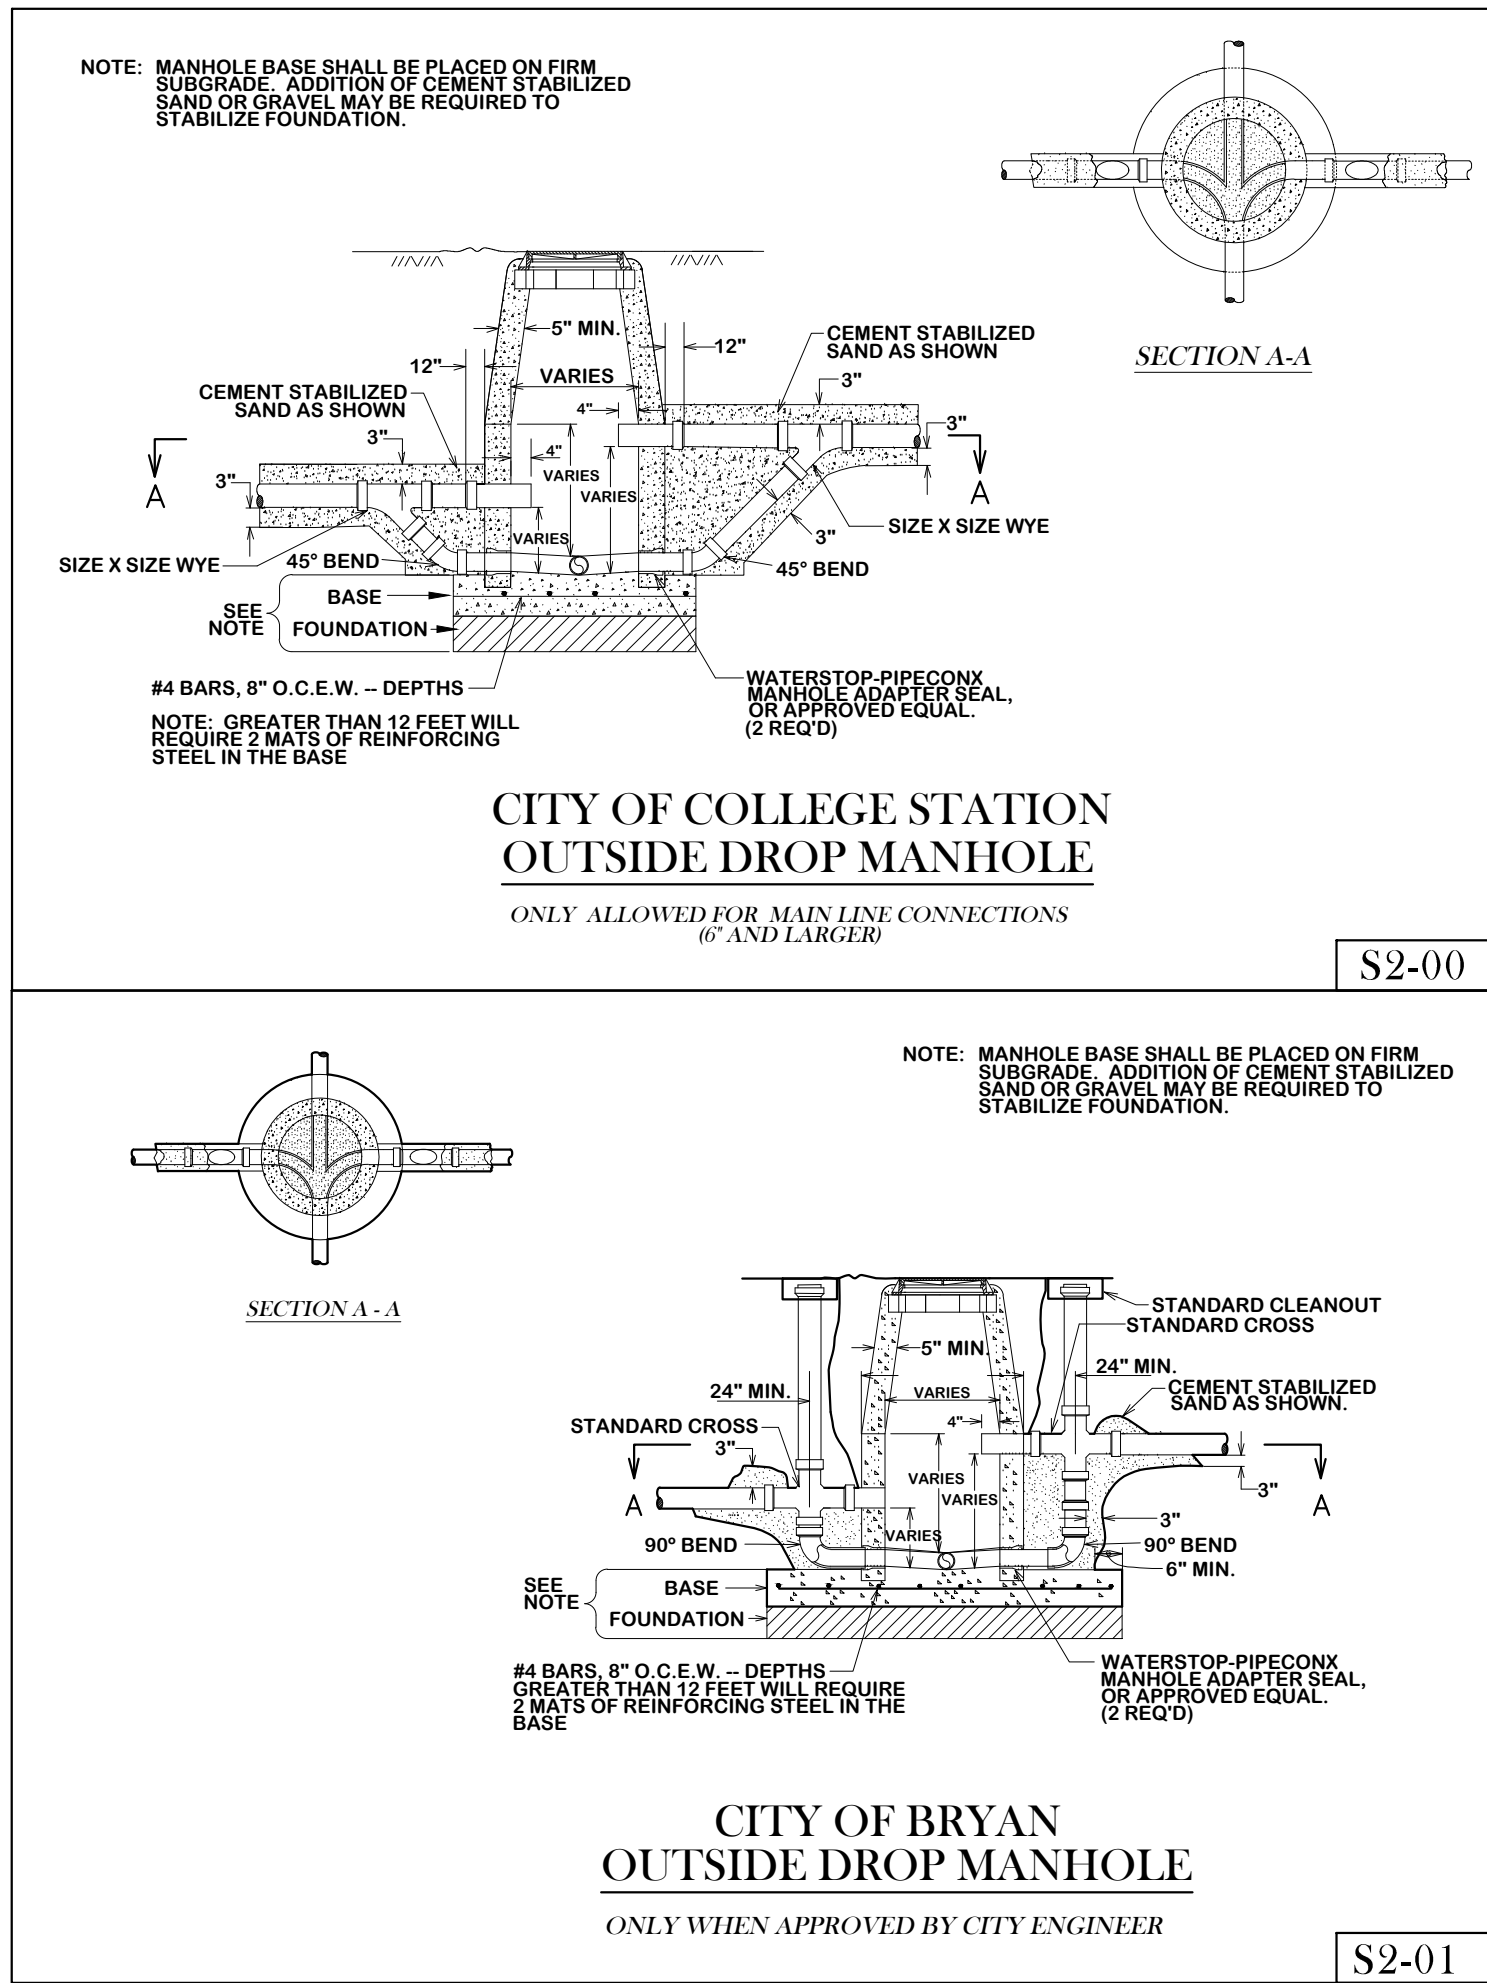 NOTE: MANHOLE BASE SHALL BE PLACED ON FIRM
SUBGRADE. ADDITION OF CEMENT STABILIZED
SAND OR GRAVEL MAY BE REQUIRED TO
STABILIZE FOUNDATION.
SECTION A-A
5" MIN.
12"
CEMENT STABILIZED
SAND AS SHOWN
12"
VARIES
3"
CEMENT STABILIZED
SAND AS SHOWN
4"
3"
3"
4"
VARIES
VARIES
A
A
3"
SIZE X SIZE WYE
3"
VARIES
45° BEND
SIZE X SIZE WYE
45° BEND
BASE
SEE
NOTE
FOUNDATION
#4 BARS, 8" O.C.E.W. -- DEPTHS
NOTE: GREATER THAN 12 FEET WILL
REQUIRE 2 MATS OF REINFORCING
STEEL IN THE BASE
WATERSTOP-PIPECONX
MANHOLE ADAPTER SEAL,
OR APPROVED EQUAL.
(2 REQ'D)
CITY OF COLLEGE STATION
OUTSIDE DROP MANHOLE
ONLY ALLOWED FOR MAIN LINE CONNECTIONS
(6" AND LARGER)
S2-00
NOTE: MANHOLE BASE SHALL BE PLACED ON FIRM
SUBGRADE. ADDITION OF CEMENT STABILIZED
SAND OR GRAVEL MAY BE REQUIRED TO
STABILIZE FOUNDATION.
SECTION A - A
STANDARD CLEANOUT
STANDARD CROSS
5" MIN.
24" MIN.
24" MIN.
VARIES
CEMENT STABILIZED
SAND AS SHOWN.
STANDARD CROSS
4"
3"
VARIES
VARIES
A
A
3"
3"
VARIES
90º BEND
90º BEND
6" MIN.
SEE
NOTE
BASE
FOUNDATION
#4 BARS, 8" O.C.E.W. -- DEPTHS
GREATER THAN 12 FEET WILL REQUIRE
2 MATS OF REINFORCING STEEL IN THE
BASE
WATERSTOP-PIPECONX
MANHOLE ADAPTER SEAL,
OR APPROVED EQUAL.
(2 REQ'D)
CITY OF BRYAN
OUTSIDE DROP MANHOLE
ONLY WHEN APPROVED BY CITY ENGINEER
S2-01